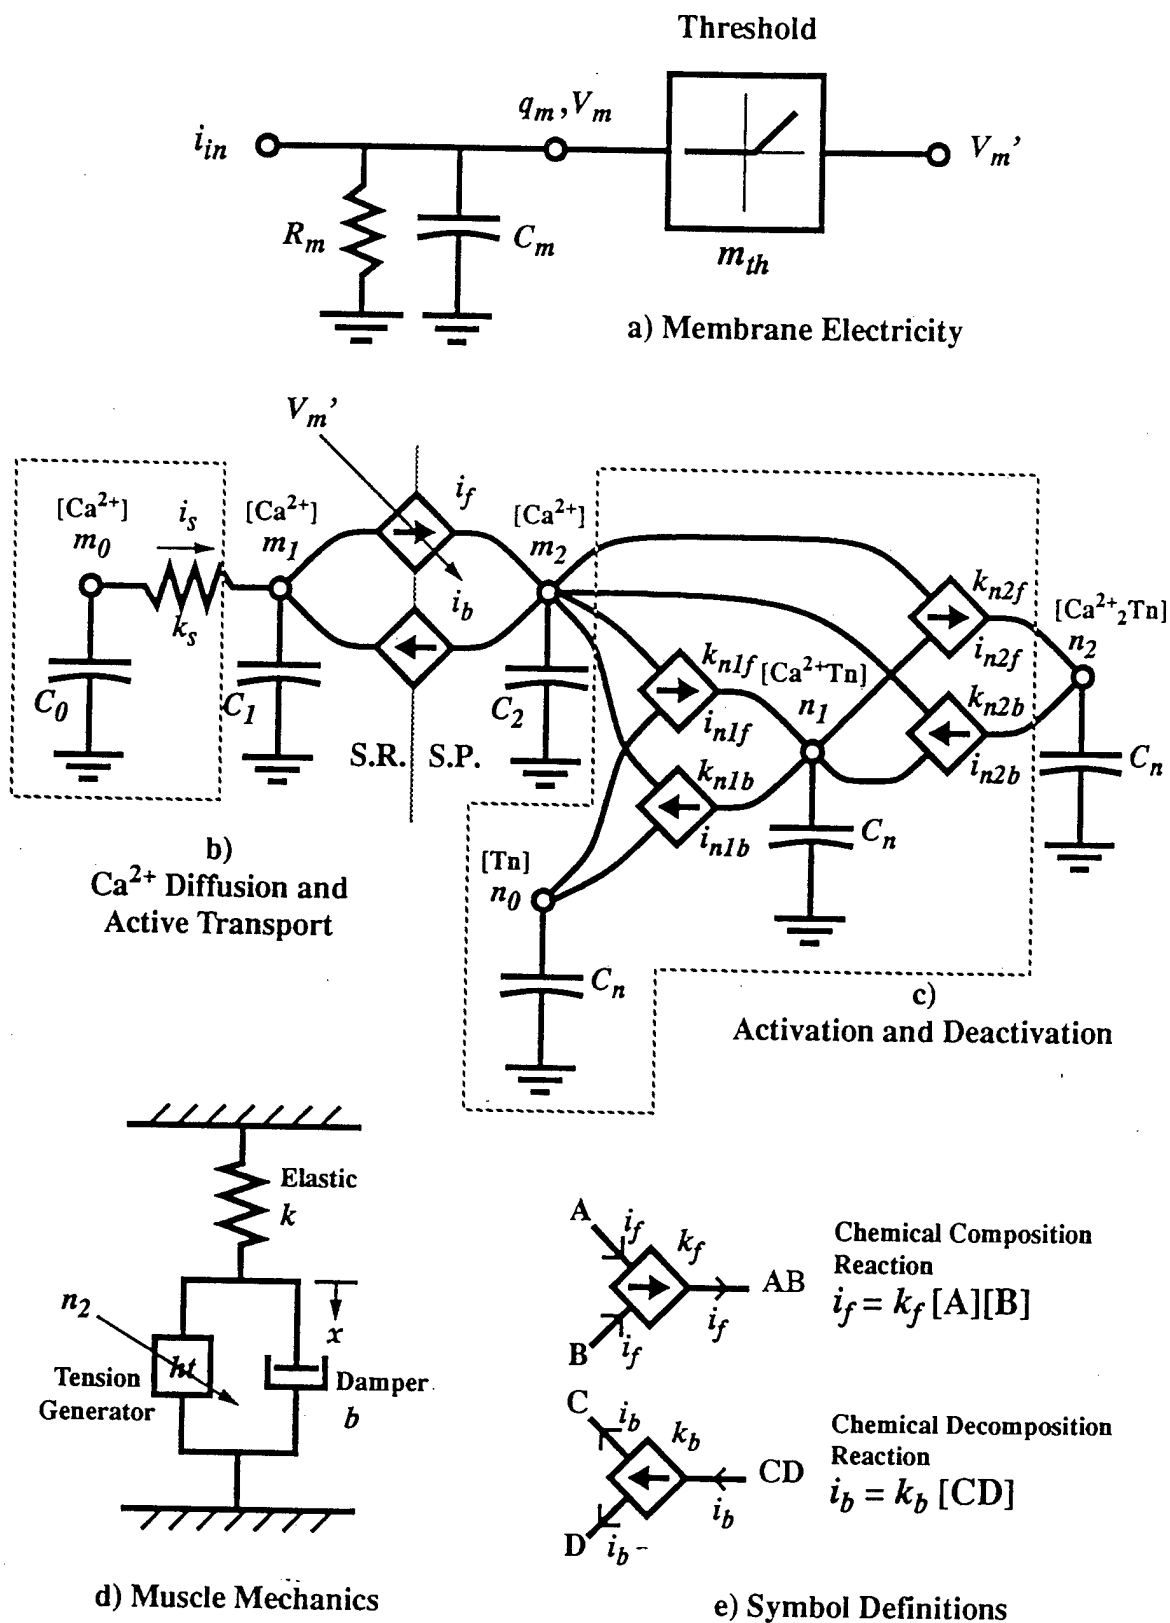 Threshold
q_m, V_m
i_in
V_m'
R_m
C_m
m_th
a) Membrane Electricity
V_m'
[Ca²⁺]
m_0
i_s
[Ca²⁺]
m_1
i_f
[Ca²⁺]
m_2
k_s
i_b
C_0
C_1
C_2
S.R.
S.P.
k_n2f
[Ca²⁺₂Tn]
n_2
i_n2f
k_n1f
[Ca²⁺Tn]
n_1
i_n1f
k_n2b
i_n2b
C_n
k_n1b
i_n1b
C_n
[Tn]
n_0
C_n
b)
Ca²⁺ Diffusion and
Active Transport
c)
Activation and Deactivation
Elastic
k
n_2
x
ht
Tension
Generator
Damper
b
d) Muscle Mechanics
A
i_f
k_f
AB
i_f
B
i_f
Chemical Composition
Reaction
i_f = k_f [A][B]
C
i_b
k_b
CD
i_b
D
i_b
Chemical Decomposition
Reaction
i_b = k_b [CD]
e) Symbol Definitions